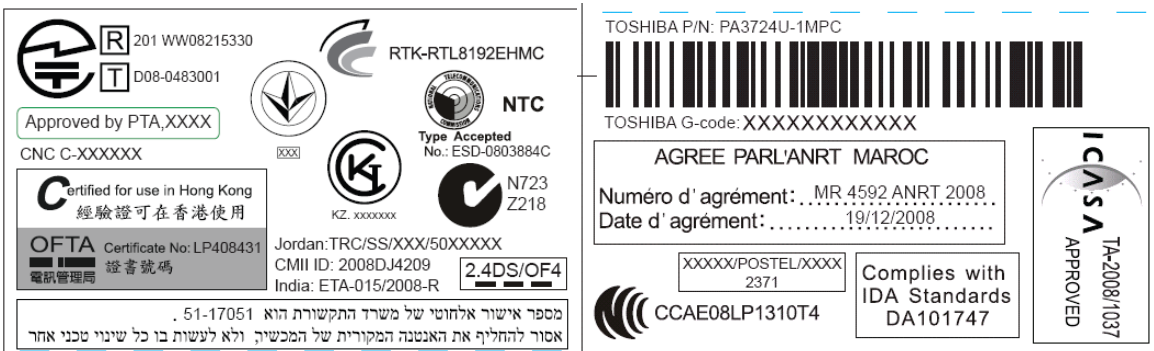 R 201 WW08215330
T D08-0483001
Approved by PTA,XXXX
CNC C-XXXXXX
Certified for use in Hong Kong
經驗證可在香港使用
OFTA Certificate No: LP408431
電訊管理局 證書號碼
XXX
RTK-RTL8192EHMC
NATIONAL TELECOMMUNICATIONS COMMISSION
NTC
Type Accepted
No.: ESD-0803884C
KZ. xxxxxxx
N723
Z218
Jordan:TRC/SS/XXX/50XXXXX
CMII ID: 2008DJ4209
India: ETA-015/2008-R
2.4DS/OF4
מספר אישור אלחוטי של משרד התקשורת הוא 51-17051 .
אסור להחליף את האנטנה המקורית של המכשיר, ולא לעשות בו כל שינוי טכני אחר
TOSHIBA P/N: PA3724U-1MPC
TOSHIBA G-code: XXXXXXXXXXXXX
AGREE PARL'ANRT MAROC
Numéro d'agrément: MR 4592 ANRT 2008
Date d'agrément: 19/12/2008
XXXXX/POSTEL/XXXX
2371
CCAE08LP1310T4
Complies with
IDA Standards
DA101747
ICASA
TA-2008/1037
APPROVED